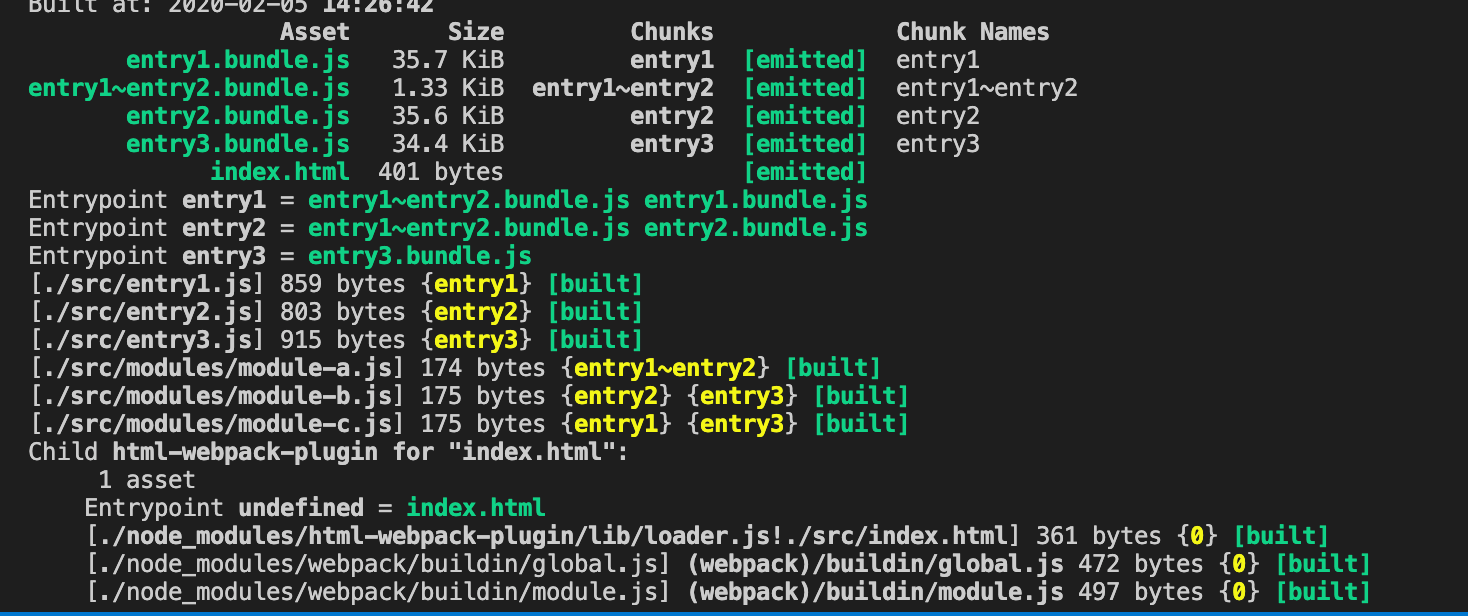 Built at: 2020-02-05 14:26:42
Asset Size Chunks Chunk Names
entry1.bundle.js 35.7 KiB entry1 [emitted] entry1
entry1~entry2.bundle.js 1.33 KiB entry1~entry2 [emitted] entry1~entry2
entry2.bundle.js 35.6 KiB entry2 [emitted] entry2
entry3.bundle.js 34.4 KiB entry3 [emitted] entry3
index.html 401 bytes [emitted]
Entrypoint entry1 = entry1~entry2.bundle.js entry1.bundle.js
Entrypoint entry2 = entry1~entry2.bundle.js entry2.bundle.js
Entrypoint entry3 = entry3.bundle.js
[./src/entry1.js] 859 bytes {entry1} [built]
[./src/entry2.js] 803 bytes {entry2} [built]
[./src/entry3.js] 915 bytes {entry3} [built]
[./src/modules/module-a.js] 174 bytes {entry1~entry2} [built]
[./src/modules/module-b.js] 175 bytes {entry2} {entry3} [built]
[./src/modules/module-c.js] 175 bytes {entry1} {entry3} [built]
Child html-webpack-plugin for "index.html":
1 asset
Entrypoint undefined = index.html
[./node_modules/html-webpack-plugin/lib/loader.js!./src/index.html] 361 bytes {0} [built]
[./node_modules/webpack/buildin/global.js] (webpack)/buildin/global.js 472 bytes {0} [built]
[./node_modules/webpack/buildin/module.js] (webpack)/buildin/module.js 497 bytes {0} [built]